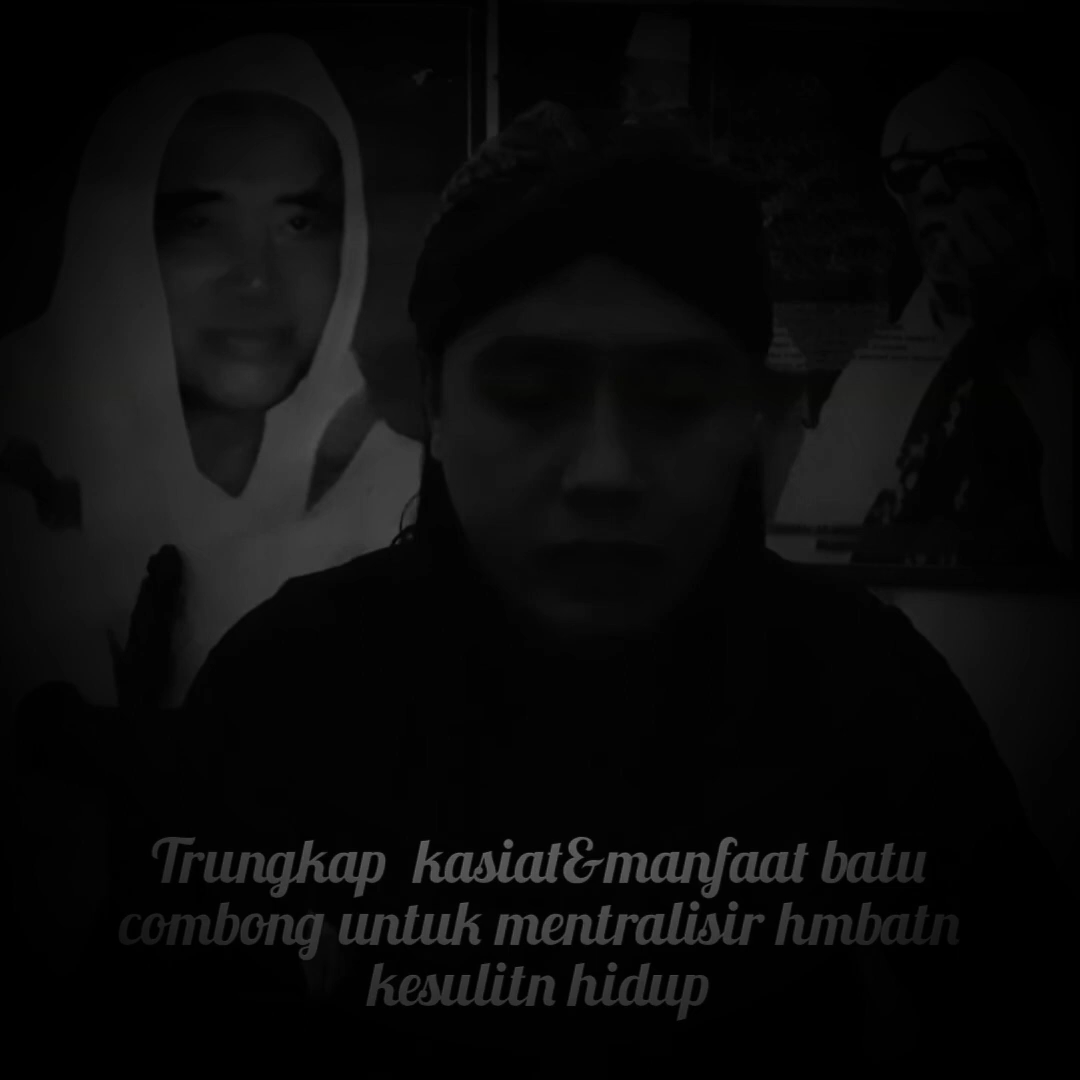 Trungkap kasiat&manfaat batu
combong untuk mentralisir hmbatn
kesulitn hidup